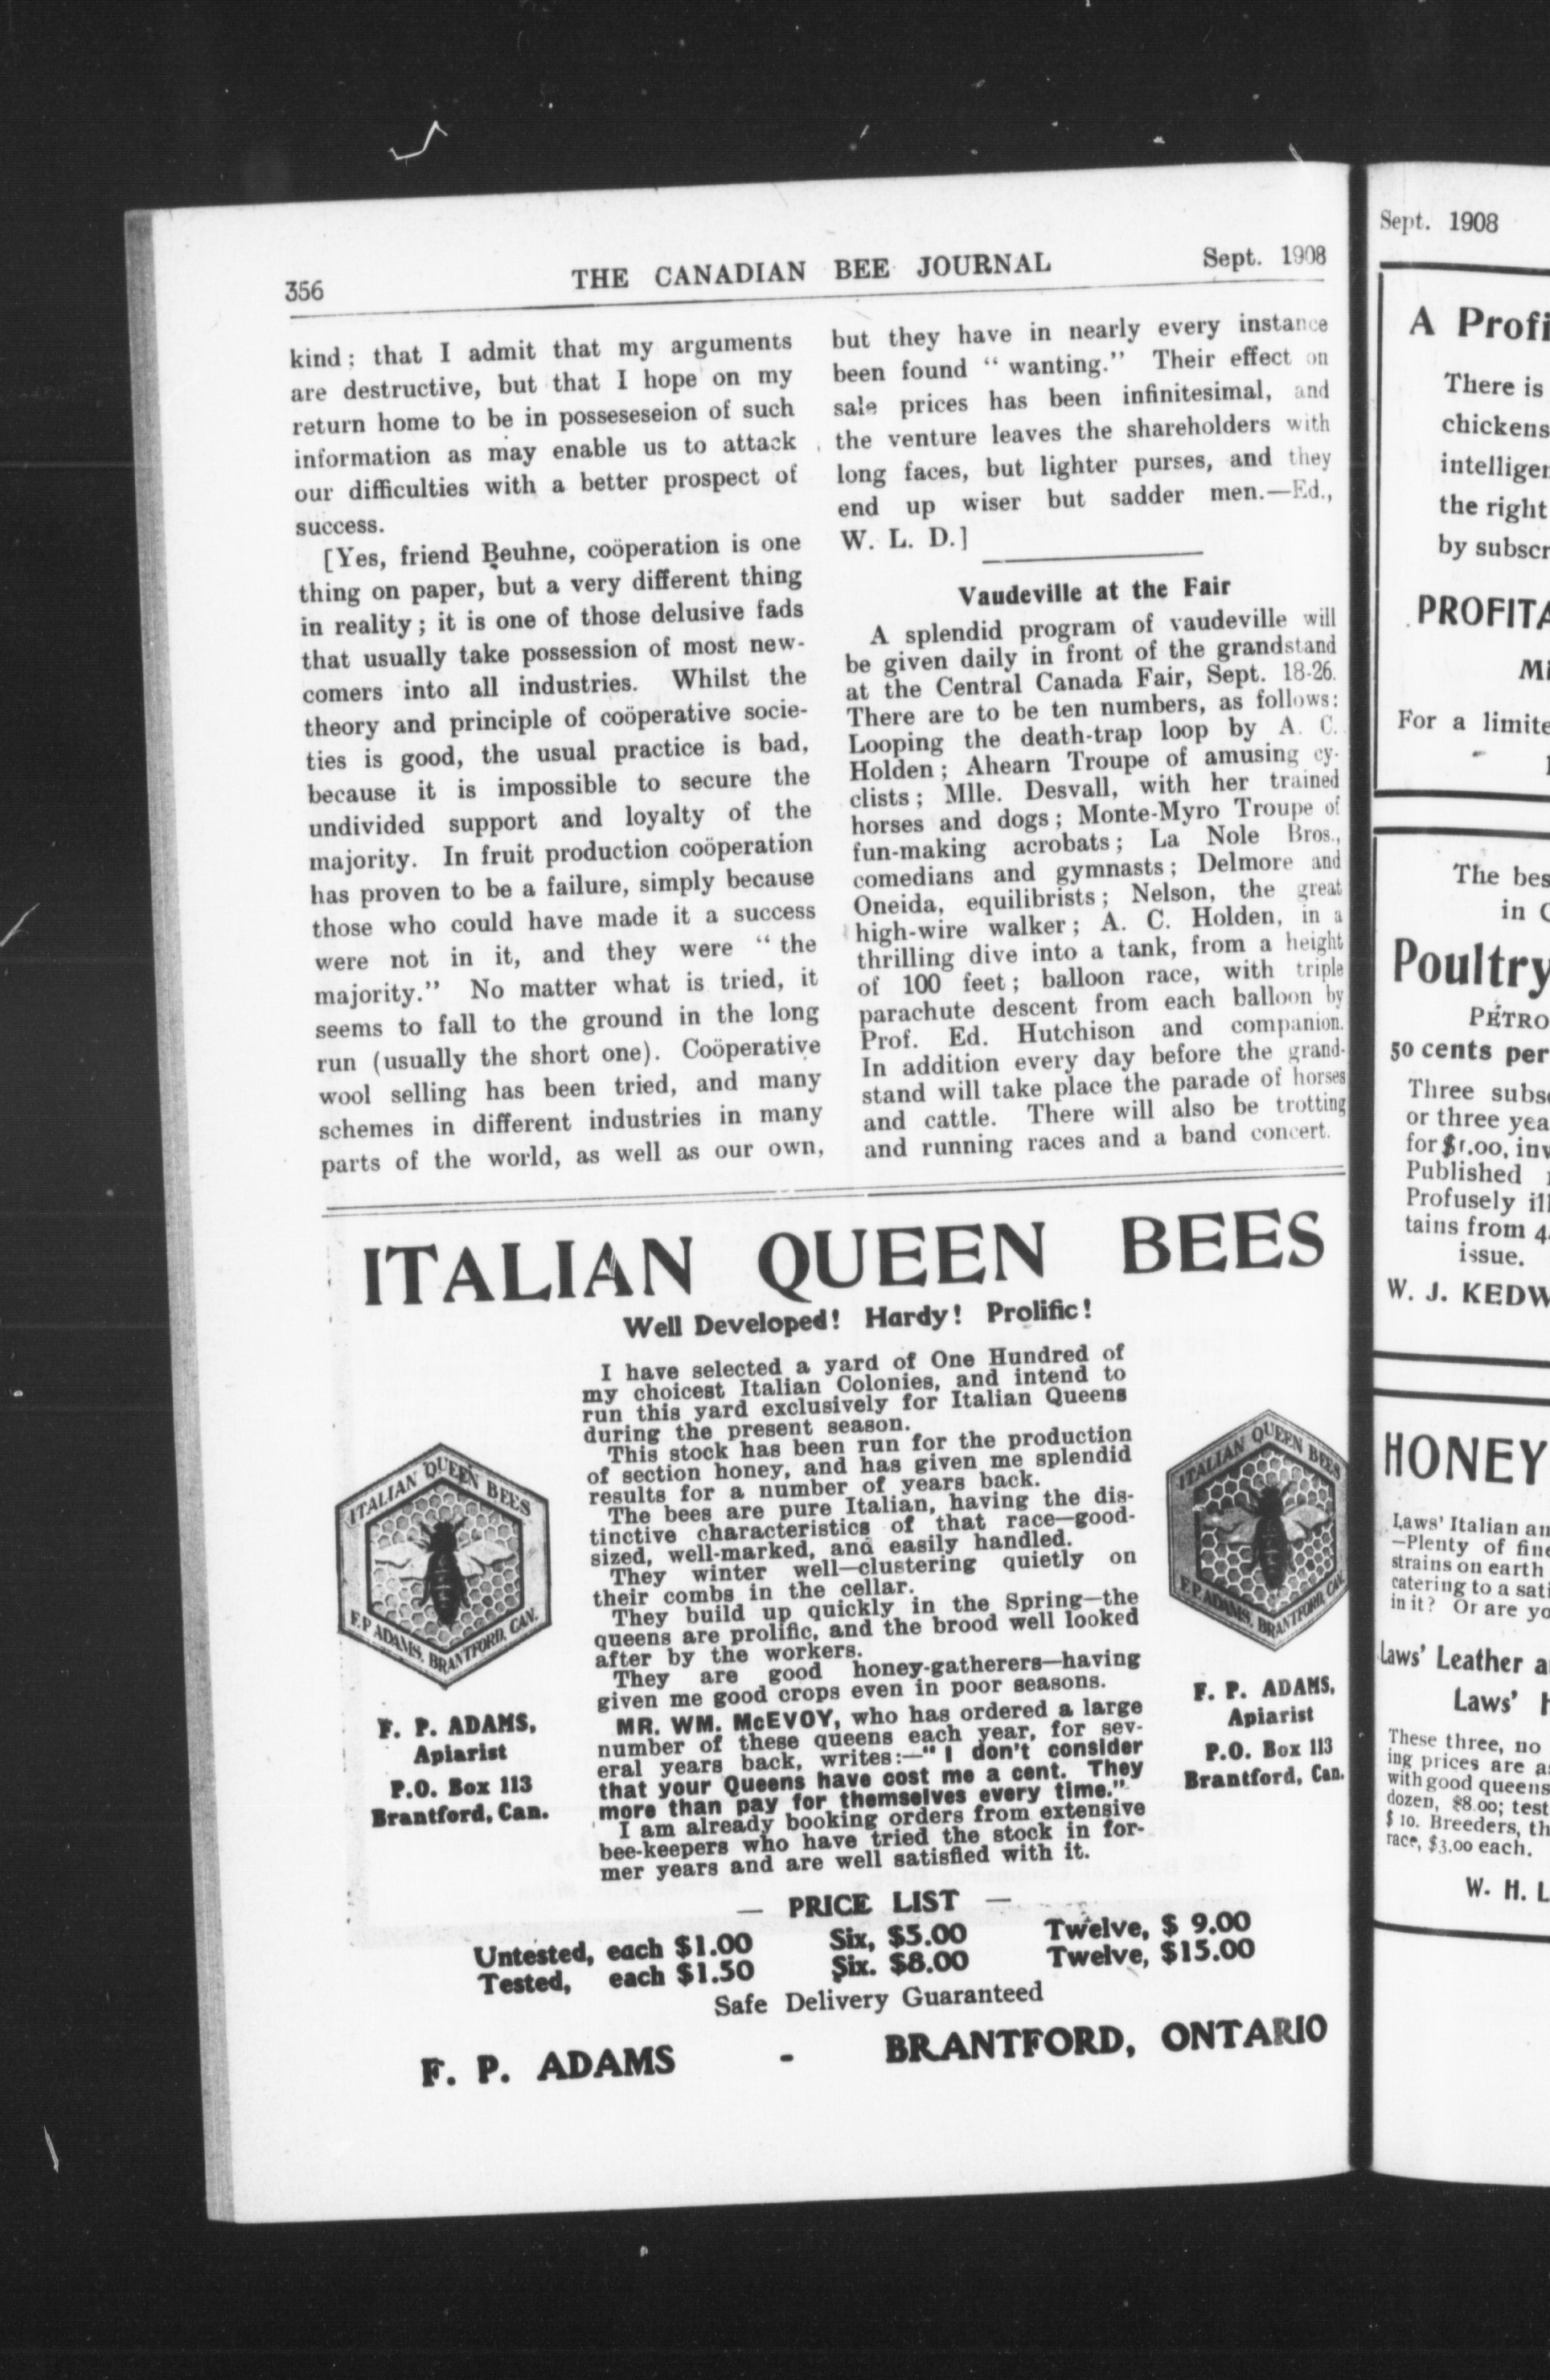 356
THE CANADIAN BEE JOURNAL
Sept. 1908
kind; that I admit that my arguments
are destructive, but that I hope on my
return home to be in posseseseion of such
information as may enable us to attack
our difficulties with a better prospect of
success.
[Yes, friend Beuhne, coöperation is one
thing on paper, but a very different thing
in reality; it is one of those delusive fads
that usually take possession of most new-
comers into all industries. Whilst the
theory and principle of coöperative socie-
ties is good, the usual practice is bad,
because it is impossible to secure the
undivided support and loyalty of the
majority. In fruit production coöperation
has proven to be a failure, simply because
those who could have made it a success
were not in it, and they were "the
majority." No matter what is tried, it
seems to fall to the ground in the long
run (usually the short one). Coöperative
wool selling has been tried, and many
schemes in different industries in many
parts of the world, as well as our own,
but they have in nearly every instance
been found "wanting." Their effect on
sale prices has been infinitesimal, and
the venture leaves the shareholders with
long faces, but lighter purses, and they
end up wiser but sadder men.—Ed.,
W. L. D.]
Vaudeville at the Fair
A splendid program of vaudeville will
be given daily in front of the grandstand
at the Central Canada Fair, Sept. 18-26.
There are to be ten numbers, as follows:
Looping the death-trap loop by A. C.
Holden; Ahearn Troupe of amusing cy-
clists; Mlle. Desvall, with her trained
horses and dogs; Monte-Myro Troupe of
fun-making acrobats; La Nole Bros.,
comedians and gymnasts; Delmore and
Oneida, equilibrists; Nelson, the great
high-wire walker; A. C. Holden, in a
thrilling dive into a tank, from a height
of 100 feet; balloon race, with triple
parachute descent from each balloon by
Prof. Ed. Hutchison and companion.
In addition every day before the grand-
stand will take place the parade of horses
and cattle. There will also be trotting
and running races and a band concert.
ITALIAN QUEEN BEES
Well Developed! Hardy! Prolific!
I have selected a yard of One Hundred of
my choicest Italian Colonies, and intend to
run this yard exclusively for Italian Queens
during the present season.
This stock has been run for the production
of section honey, and has given me splendid
results for a number of years back.
The bees are pure Italian, having the dis-
tinctive characteristics of that race—good-
sized, well-marked, and easily handled.
They winter well—clustering quietly on
their combs in the cellar.
They build up quickly in the Spring—the
queens are prolific, and the brood well looked
after by the workers.
They are good honey-gatherers—having
given me good crops even in poor seasons.
MR. WM. McEVOY, who has ordered a large
number of these queens each year, for sev-
eral years back, writes:—"I don't consider
that your Queens have cost me a cent. They
more than pay for themselves every time."
I am already booking orders from extensive
bee-keepers who have tried the stock in for-
mer years and are well satisfied with it.
ITALIAN QUEEN BEES
F.P. ADAMS, BRANTFORD, CAN.
F. P. ADAMS,
Apiarist
P.O. Box 113
Brantford, Can.
ITALIAN QUEEN BEES
F.P. ADAMS, BRANTFORD, CAN.
F. P. ADAMS,
Apiarist
P.O. Box 113
Brantford, Can.
— PRICE LIST —
Untested, each $1.00 Six, $5.00 Twelve, $ 9.00
Tested, each $1.50 Six. $8.00 Twelve, $15.00
Safe Delivery Guaranteed
F. P. ADAMS - BRANTFORD, ONTARIO
Sept. 1908
A Profi
There is
chickens
intelligen
the right
by subscr
PROFITA
Mi
For a limite
The bes
in C
Poultry
PETRO
50 cents per
Three subsc
or three yea
for $1.00, inv
Published
Profusely ill
tains from 4
issue.
W. J. KEDW
HONEY
Laws' Italian an
—Plenty of fine
strains on earth
catering to a sati
in it? Or are yo
Laws' Leather a
Laws' H
These three, no
ing prices are a
with good queens
dozen, $8.00; test
$10. Breeders, th
race, $3.00 each.
W. H. L